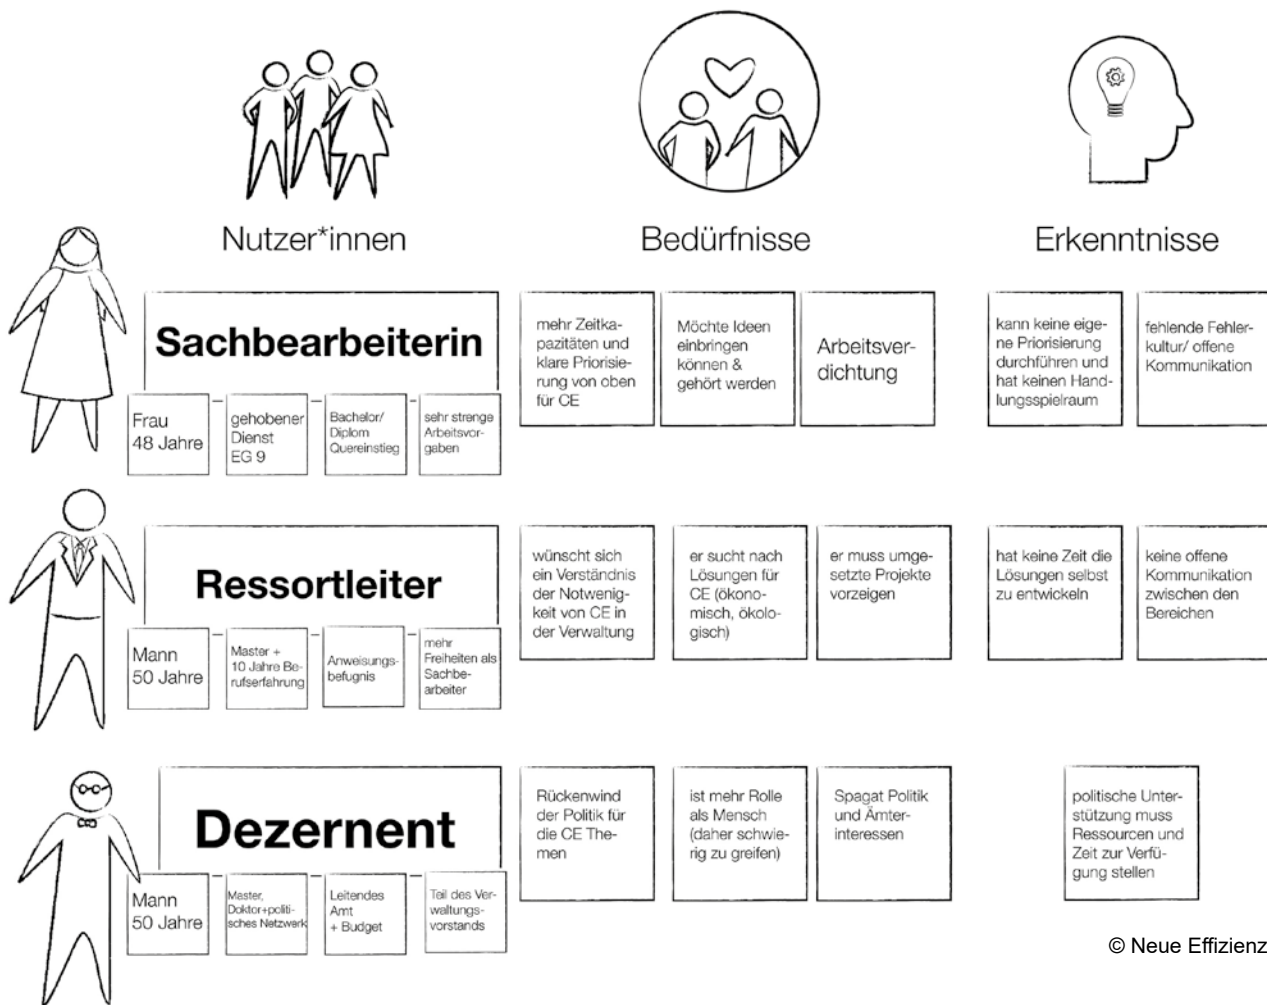 Nutzer*innen
Bedürfnisse
Erkenntnisse
Sachbearbeiterin
Frau
48 Jahre
gehobener
Dienst
EG 9
Bachelor/
Diplom
Quereinstieg
sehr strenge
Arbeitsvor-
gaben
mehr Zeitka-
pazitäten und
klare Priorisie-
rung von oben
für CE
Möchte Ideen
einbringen
können &
gehört werden
Arbeitsver-
dichtung
kann keine eige-
ne Priorisierung
durchführen und
hat keinen Hand-
lungsspielraum
fehlende Fehler-
kultur/ offene
Kommunikation
Ressortleiter
Mann
50 Jahre
Master +
10 Jahre Be-
rufserfahrung
Anweisungs-
befugnis
mehr
Freiheiten als
Sachbe-
arbeiter
wünscht sich
ein Verständnis
der Notwenig-
keit von CE in
der Verwaltung
er sucht nach
Lösungen für
CE (ökono-
misch, ökolo-
gisch)
er muss umge-
setzte Projekte
vorzeigen
hat keine Zeit die
Lösungen selbst
zu entwickeln
keine offene
Kommunikation
zwischen den
Bereichen
Dezernent
Mann
50 Jahre
Master,
Doktor+politi-
sches Netzwerk
Leitendes
Amt
+ Budget
Teil des Ver-
waltungs-
vorstands
Rückenwind
der Politik für
die CE The-
men
ist mehr Rolle
als Mensch
(daher schwie-
rig zu greifen)
Spagat Politik
und Ämter-
interessen
politische Unter-
stützung muss
Ressourcen und
Zeit zur Verfü-
gung stellen
© Neue Effizienz